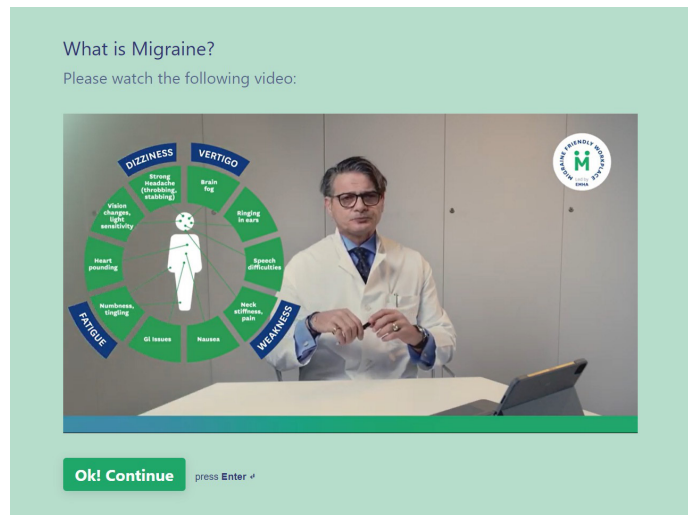 What is Migraine?
Please watch the following video:
DIZZINESS
VERTIGO
Strong
Headache
(throbbing,
stabbing)
Brain
fog
Ringing
in ears
Speech
difficulties
Neck
stiffness,
pain
WEAKNESS
Nausea
GI Issues
FATIGUE
Numbness,
tingling
Heart
pounding
Vision
changes,
light
sensitivity
MIGRAINE FRIENDLY WORKPLACE
EMHA
Ok! Continue
press Enter ↵